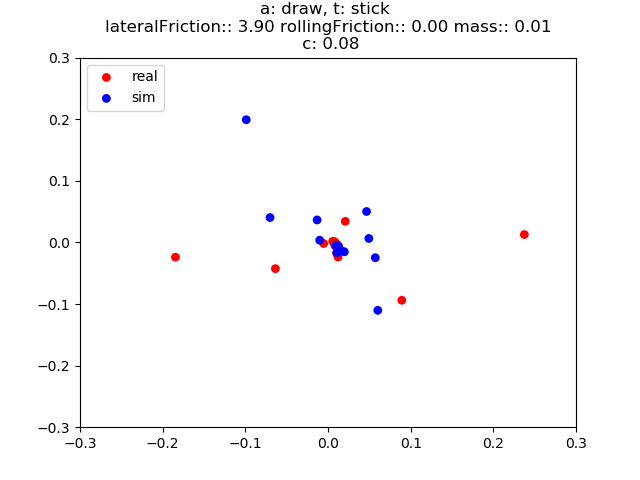 a: draw, t: stick
lateralFriction:: 3.90 rollingFriction:: 0.00 mass:: 0.01
c: 0.08
real
sim
0.3
0.2
0.1
0.0
−0.1
−0.2
−0.3
−0.3
−0.2
−0.1
0.0
0.1
0.2
0.3